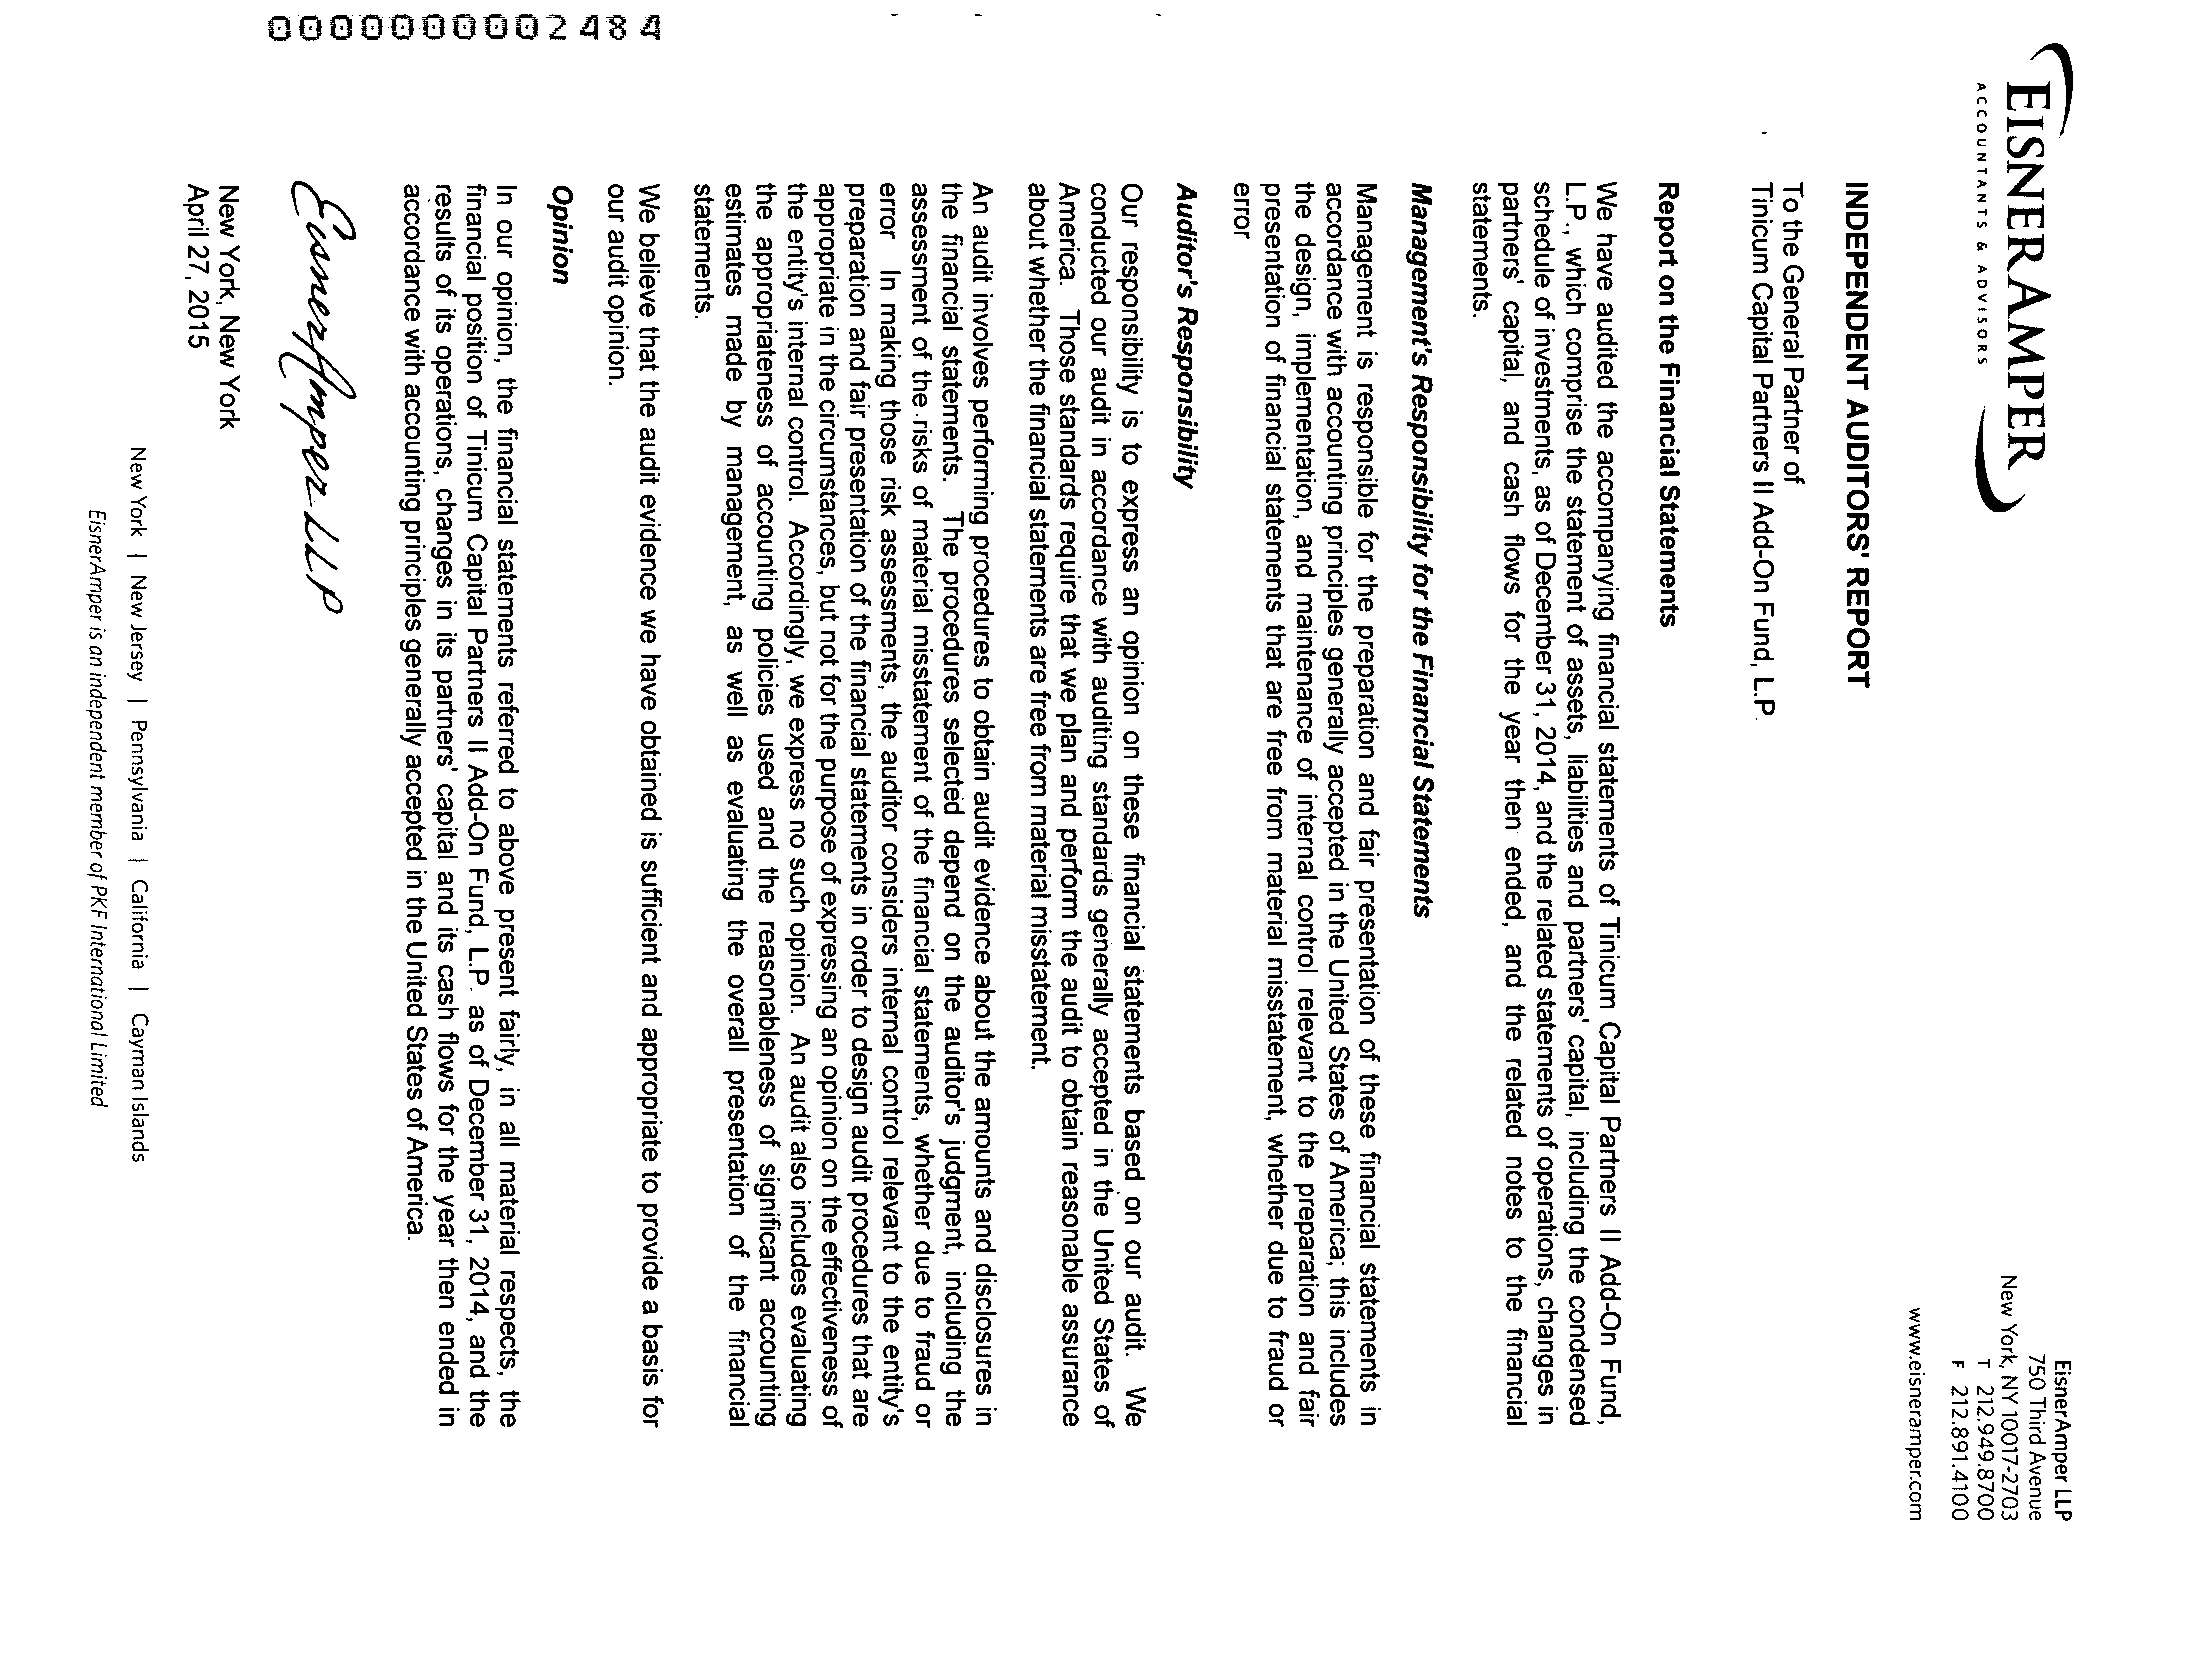 EISNERAMPER
ACCOUNTANTS & ADVISORS
EisnerAmper LLP
750 Third Avenue
New York, NY 10017-2703
T 212.949.8700
F 212.891.4100
www.eisneramper.com
INDEPENDENT AUDITORS' REPORT
To the General Partner of
Tinicum Capital Partners II Add-On Fund, L.P.
Report on the Financial Statements
We have audited the accompanying financial statements of Tinicum Capital Partners II Add-On Fund,
L.P., which comprise the statement of assets, liabilities and partners' capital, including the condensed
schedule of investments, as of December 31, 2014, and the related statements of operations, changes in
partners' capital, and cash flows for the year then ended, and the related notes to the financial
statements.
Management's Responsibility for the Financial Statements
Management is responsible for the preparation and fair presentation of these financial statements in
accordance with accounting principles generally accepted in the United States of America; this includes
the design, implementation, and maintenance of internal control relevant to the preparation and fair
presentation of financial statements that are free from material misstatement, whether due to fraud or
error
Auditor's Responsibility
Our responsibility is to express an opinion on these financial statements based on our audit. We
conducted our audit in accordance with auditing standards generally accepted in the United States of
America. Those standards require that we plan and perform the audit to obtain reasonable assurance
about whether the financial statements are free from material misstatement.
An audit involves performing procedures to obtain audit evidence about the amounts and disclosures in
the financial statements. The procedures selected depend on the auditor's judgment, including the
assessment of the risks of material misstatement of the financial statements, whether due to fraud or
error In making those risk assessments, the auditor considers internal control relevant to the entity's
preparation and fair presentation of the financial statements in order to design audit procedures that are
appropriate in the circumstances, but not for the purpose of expressing an opinion on the effectiveness of
the entity's internal control. Accordingly, we express no such opinion. An audit also includes evaluating
the appropriateness of accounting policies used and the reasonableness of significant accounting
estimates made by management, as well as evaluating the overall presentation of the financial
statements.
We believe that the audit evidence we have obtained is sufficient and appropriate to provide a basis for
our audit opinion.
Opinion
In our opinion, the financial statements referred to above present fairly, in all material respects, the
financial position of Tinicum Capital Partners II Add-On Fund, L.P. as of December 31, 2014, and the
results of its operations, changes in its partners' capital and its cash flows for the year then ended in
accordance with accounting principles generally accepted in the United States of America.
EisnerAmper LLP
New York, New York
April 27, 2015
New York | New Jersey | Pennsylvania | California | Cayman Islands
EisnerAmper is an independent member of PKF International Limited
0000000002484